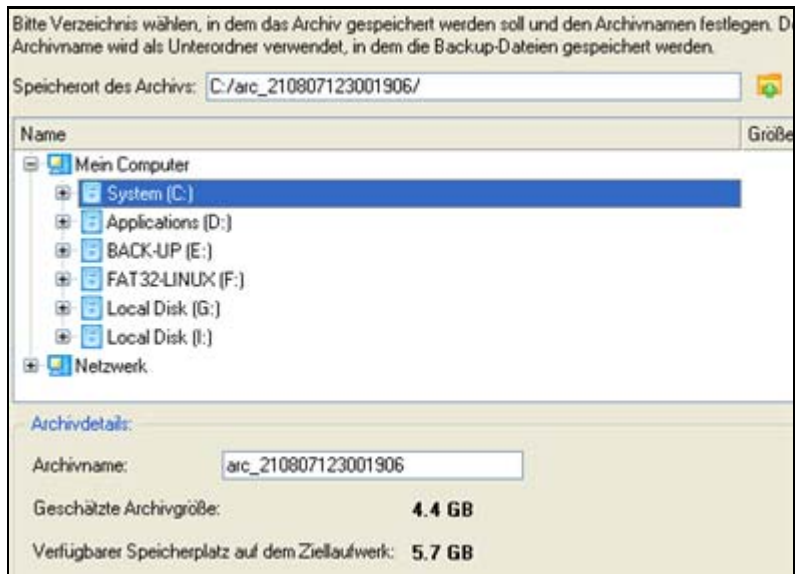 Bitte Verzeichnis wählen, in dem das Archiv gespeichert werden soll und den Archivnamen festlegen. D
Archivname wird als Unterordner verwendet, in dem die Backup-Dateien gespeichert werden.
Speicherort des Archivs: C:/arc_210807123001906/
Name Größe
Mein Computer
System (C:)
Applications (D:)
BACK-UP (E:)
FAT32-LINUX (F:)
Local Disk (G:)
Local Disk (I:)
Netzwerk
Archivdetails:
Archivname: arc_210807123001906
Geschätzte Archivgröße: 4.4 GB
Verfügbarer Speicherplatz auf dem Ziellaufwerk: 5.7 GB